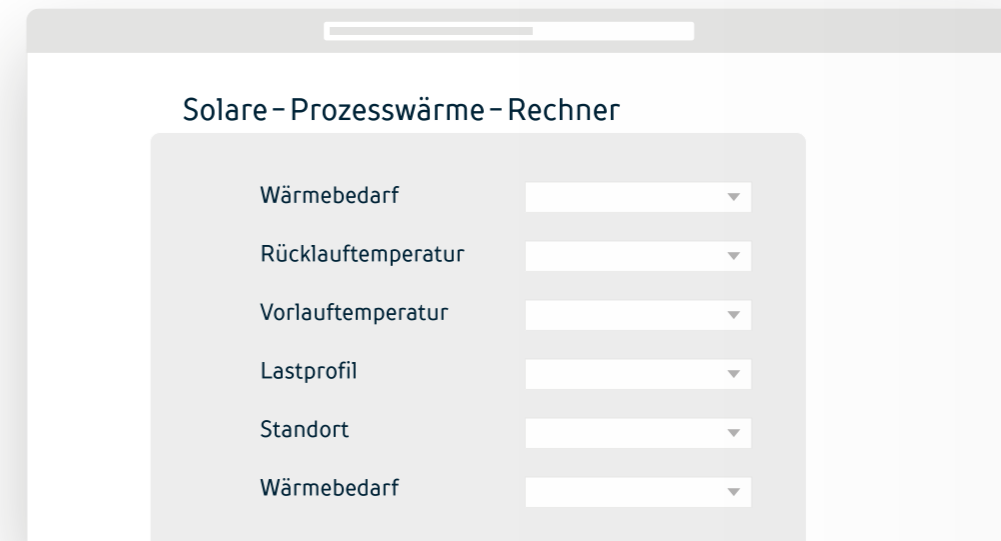 Solare-Prozesswärme-Rechner
Wärmebedarf
Rücklauftemperatur
Vorlauftemperatur
Lastprofil
Standort
Wärmebedarf